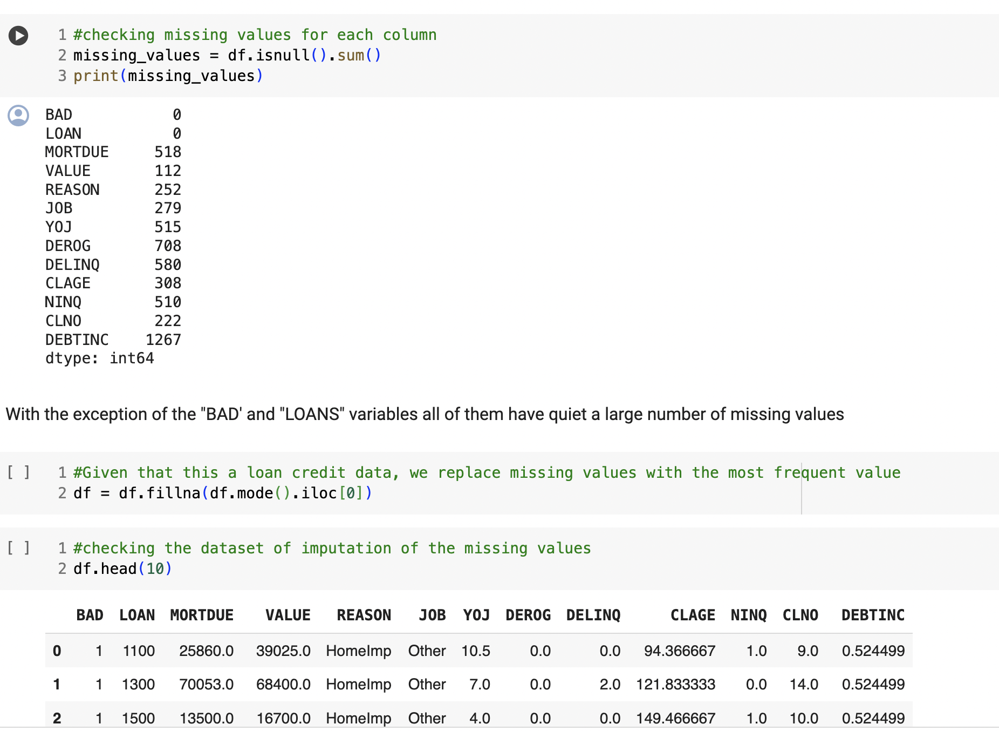 1 #checking missing values for each column
2 missing_values = df.isnull().sum()
3 print(missing_values)
BAD 0
LOAN 0
MORTDUE 518
VALUE 112
REASON 252
JOB 279
YOJ 515
DEROG 708
DELINQ 580
CLAGE 308
NINQ 510
CLNO 222
DEBTINC 1267
dtype: int64
With the exception of the "BAD' and "LOANS" variables all of them have quiet a large number of missing values
[ ] 1 #Given that this a loan credit data, we replace missing values with the most frequent value
2 df = df.fillna(df.mode().iloc[0])
[ ] 1 #checking the dataset of imputation of the missing values
2 df.head(10)
BAD LOAN MORTDUE VALUE REASON JOB YOJ DEROG DELINQ CLAGE NINQ CLNO DEBTINC
0 1 1100 25860.0 39025.0 HomeImp Other 10.5 0.0 0.0 94.366667 1.0 9.0 0.524499
1 1 1300 70053.0 68400.0 HomeImp Other 7.0 0.0 2.0 121.833333 0.0 14.0 0.524499
2 1 1500 13500.0 16700.0 HomeImp Other 4.0 0.0 0.0 149.466667 1.0 10.0 0.524499